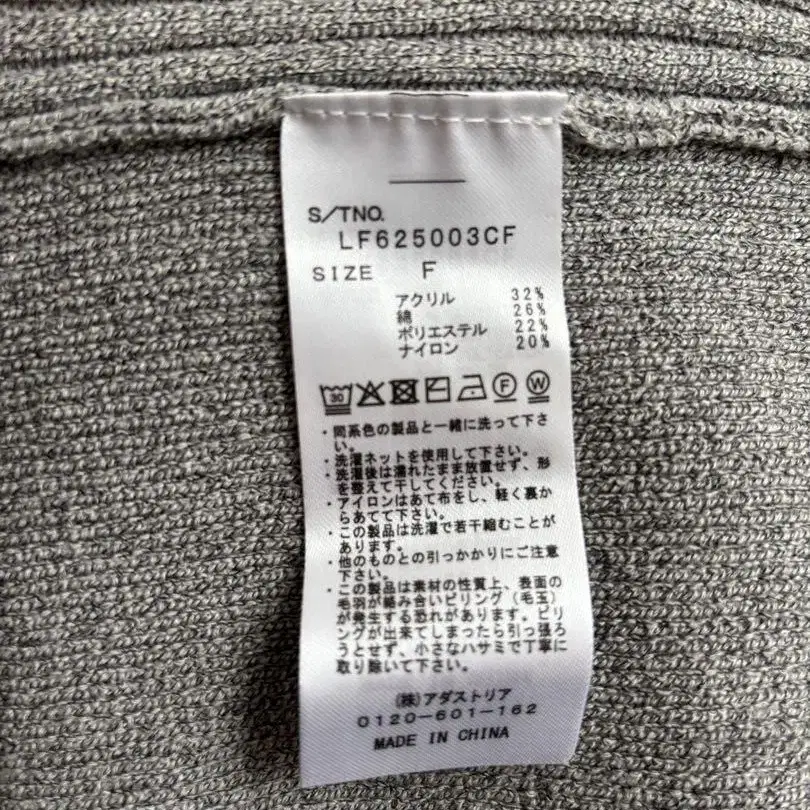 S/TNO.
LF625003CF
SIZE F
アクリル 32%
綿 26%
ポリエステル 22%
ナイロン 20%
30 F W
・同系色の製品と一緒に洗って下さ
い。
・洗濯ネットを使用して下さい。
・洗濯後は濡れたまま放置せず、形
を整えて干してください。
・アイロンはあて布をし、軽く裏か
らあてて下さい。
・この製品は洗濯で若干縮むことが
あります。
・他のものとの引っかかりにご注意
下さい。
・この製品は素材の性質上、表面の
毛羽が絡み合いピリング（毛玉）
が発生する恐れがあります。ピリ
ングが出来てしまったら引っ張ろ
うとせず、小さなハサミで丁寧に
取り除いて下さい。
(株)アダストリア
0120-601-162
MADE IN CHINA